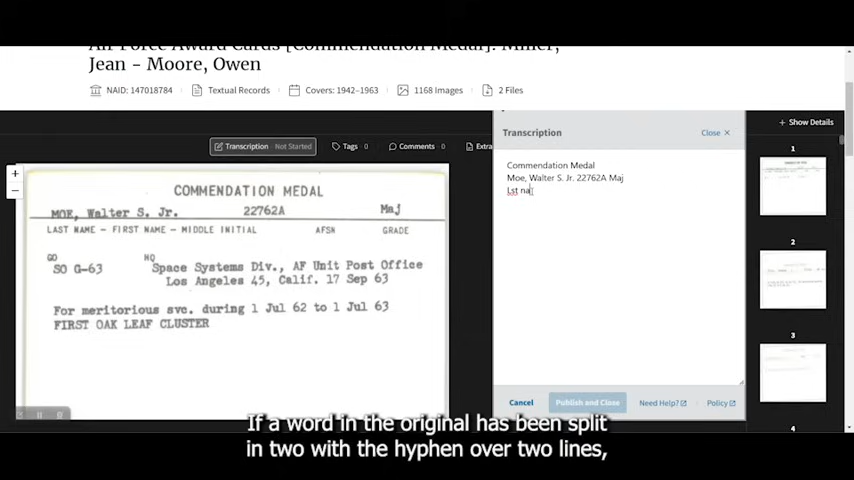 Air Force Award Cards [Commendation Medal]: Miller,
Jean - Moore, Owen
NAID: 147018784
Textual Records
Covers: 1942–1963
1168 Images
2 Files
Transcription Not Started
Tags 0
Comments 0
Extra
Transcription
Close ×
+ Show Details
+
−
COMMENDATION MEDAL
MOE, Walter S. Jr. 22762A Maj
LAST NAME - FIRST NAME - MIDDLE INITIAL AFSN GRADE
GO HQ
SO G-63 Space Systems Div., AF Unit Post Office
Los Angeles 45, Calif. 17 Sep 63
For meritorious svc. during 1 Jul 62 to 1 Jul 63
FIRST OAK LEAF CLUSTER
Commendation Medal
Moe, Walter S. Jr. 22762A Maj
Lst na
1
2
3
4
Cancel
Publish and Close
Need Help?
Policy
If a word in the original has been split
in two with the hyphen over two lines,